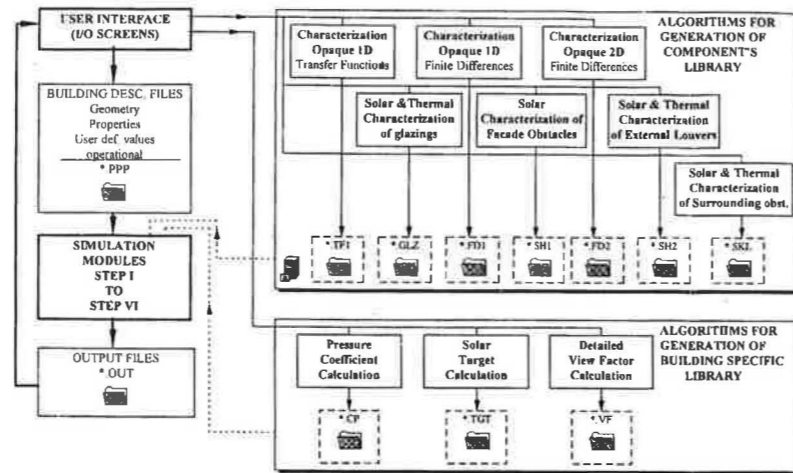 USER INTERFACE
(I/O SCREENS)
BUILDING DESC. FILES
Geometry
Properties
User def. values
operational
*.PPP
SIMULATION
MODULES
STEP I
TO
STEP VI
OUTPUT FILES
*.OUT
ALGORITHMS FOR
GENERATION OF
COMPONENT'S
LIBRARY
Characterization
Opaque 1D
Transfer Functions
Characterization
Opaque 1D
Finite Differences
Characterization
Opaque 2D
Finite Differences
Solar & Thermal
Characterization
of glazings
Solar
Characterization of
Facade Obstacles
Solar & Thermal
Characterization
of External Louvers
Solar & Thermal
Characterization
of Surrounding obst.
*.TF1
*.GLZ
*.FD1
*.SH1
*.FD2
*.SH2
*.SKL
ALGORITHMS FOR
GENERATION OF
BUILDING SPECIFIC
LIBRARY
Pressure
Coefficient
Calculation
Solar
Target
Calculation
Detailed
View Factor
Calculation
*.CP
*.TGT
*.VF